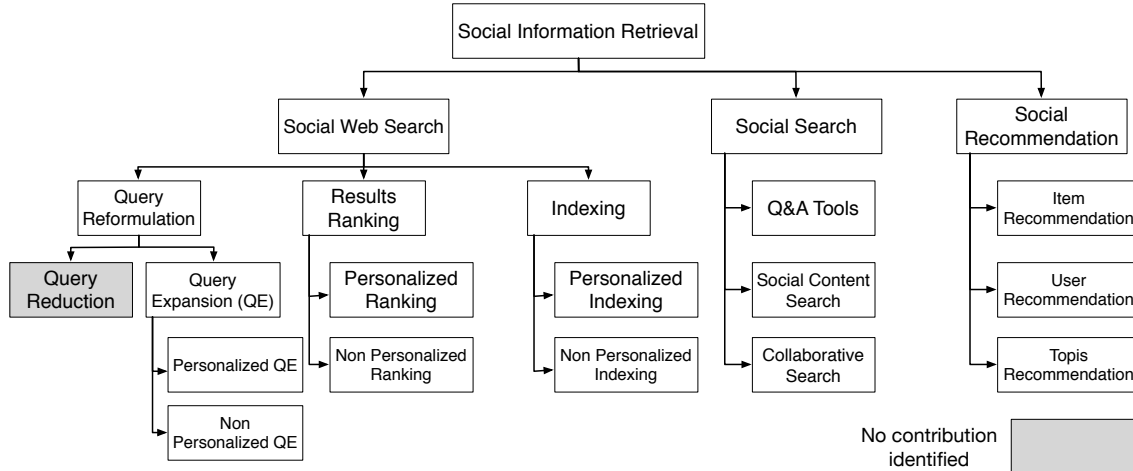 Social Information Retrieval
Social Web Search
Social Search
Social
Recommendation
Query
Reformulation
Results
Ranking
Indexing
Q&A Tools
Item
Recommendation
Query
Reduction
Query
Expansion (QE)
Personalized
Ranking
Personalized
Indexing
Social Content
Search
User
Recommendation
Personalized QE
Non Personalized
Ranking
Non Personalized
Indexing
Collaborative
Search
Topis
Recommendation
Non
Personalized QE
No contribution
identified